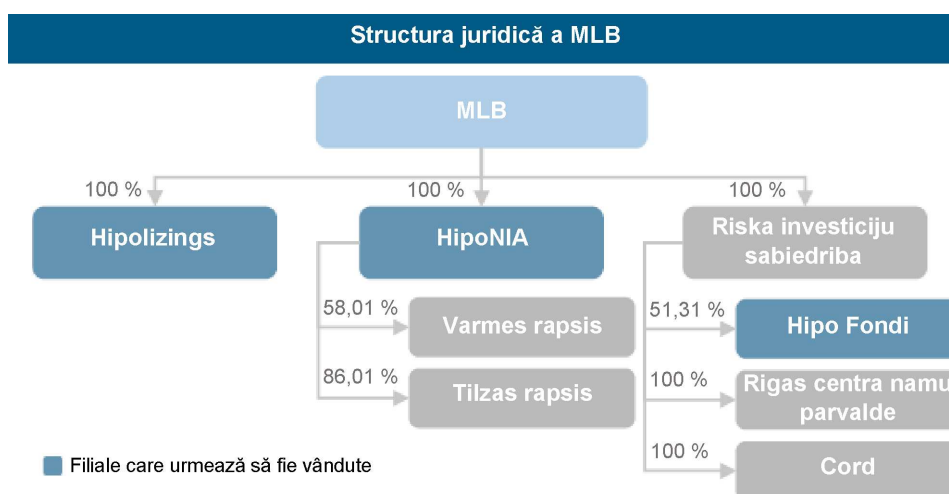 Structura juridică a MLB
MLB
100 %
100 %
100 %
Hipolizings
HipoNIA
Riska investiciju
sabiedriba
58,01 %
Varmes rapsis
51,31 %
Hipo Fondi
86,01 %
Tilzas rapsis
100 %
Rigas centra namu
parvalde
100 %
Cord
Filiale care urmează să fie vândute